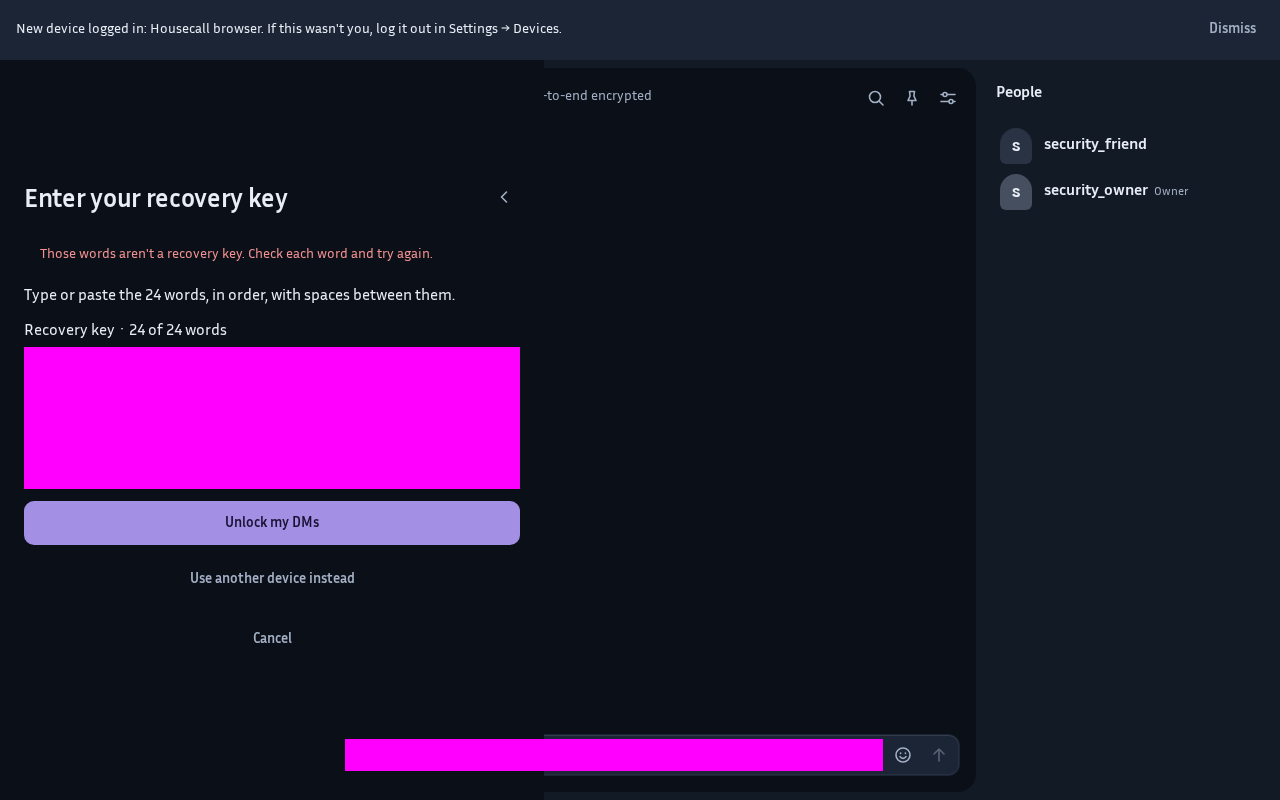 New device logged in: Housecall browser. If this wasn't you, log it out in Settings → Devices.
Dismiss
-to-end encrypted
People
S
security_friend
S
security_owner Owner
Enter your recovery key
Those words aren't a recovery key. Check each word and try again.
Type or paste the 24 words, in order, with spaces between them.
Recovery key · 24 of 24 words
Unlock my DMs
Use another device instead
Cancel